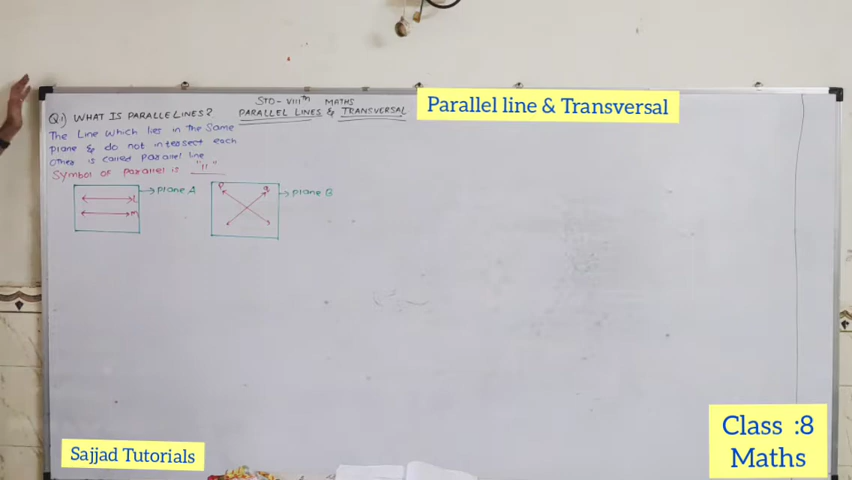 STD- VIIIth MATHS
PARALLEL LINES & TRANSVERSAL
Parallel line & Transversal
Q1) WHAT IS PARALLELINES?
The Line which lies in the Same
plane & do not intersect each
other is called parallel line
Symbol of parallel is "||"
plane A
l
m
p
q
plane B
Sajjad Tutorials
Class :8
Maths